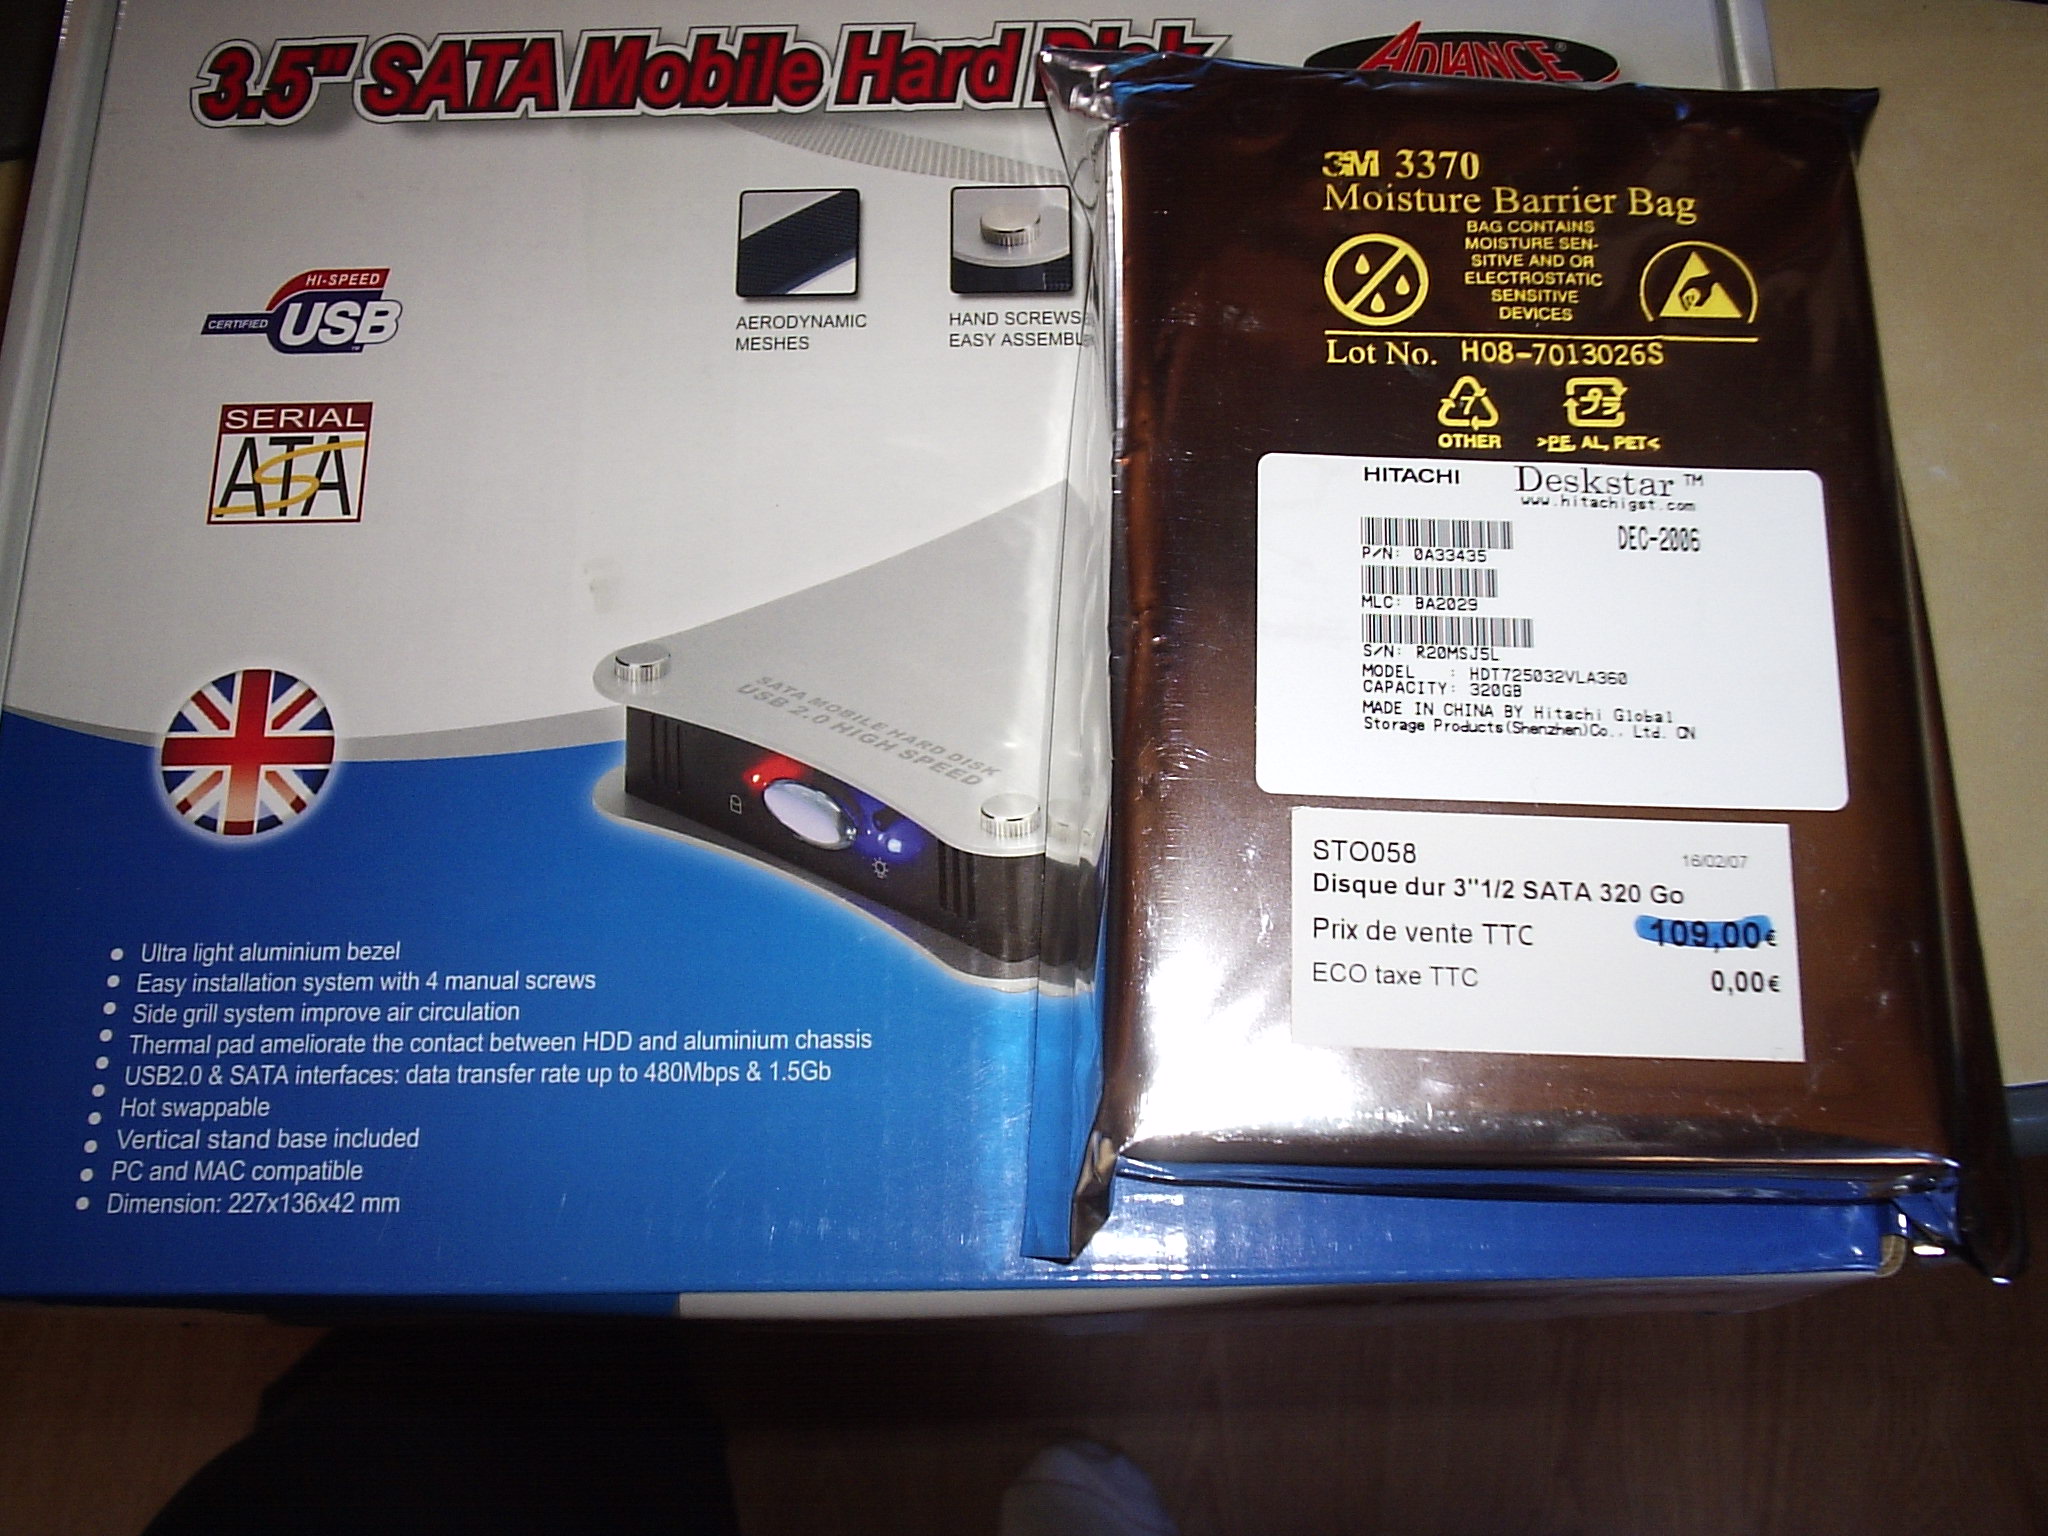 3.5" SATA Mobile Hard Disk
ADVANCE®
HI-SPEED
CERTIFIED
USB
SERIAL
ATA
AERODYNAMIC
MESHES
HAND SCREWS
EASY ASSEMBL
SATA MOBILE HARD DISK
USB 2.0 HIGH SPEED
Ultra light aluminium bezel
Easy installation system with 4 manual screws
Side grill system improve air circulation
Thermal pad ameliorate the contact between HDD and aluminium chassis
USB2.0 & SATA interfaces: data transfer rate up to 480Mbps & 1.5Gb
Hot swappable
Vertical stand base included
PC and MAC compatible
Dimension: 227x136x42 mm
3M 3370
Moisture Barrier Bag
BAG CONTAINS
MOISTURE SEN-
SITIVE AND OR
ELECTROSTATIC
SENSITIVE
DEVICES
Lot No. H08-7013026S
7
OTHER
>PE, AL, PET<
HITACHI Deskstar™
www.hitachigst.com
DEC-2006
P/N: 0A33435
MLC: BA2029
S/N: R20MSJ5L
MODEL : HDT725032VLA360
CAPACITY: 320GB
MADE IN CHINA BY Hitachi Global
Storage Products(Shenzhen)Co., Ltd. CN
STO058 16/02/07
Disque dur 3"1/2 SATA 320 Go
Prix de vente TTC 109,00€
ECO taxe TTC 0,00€